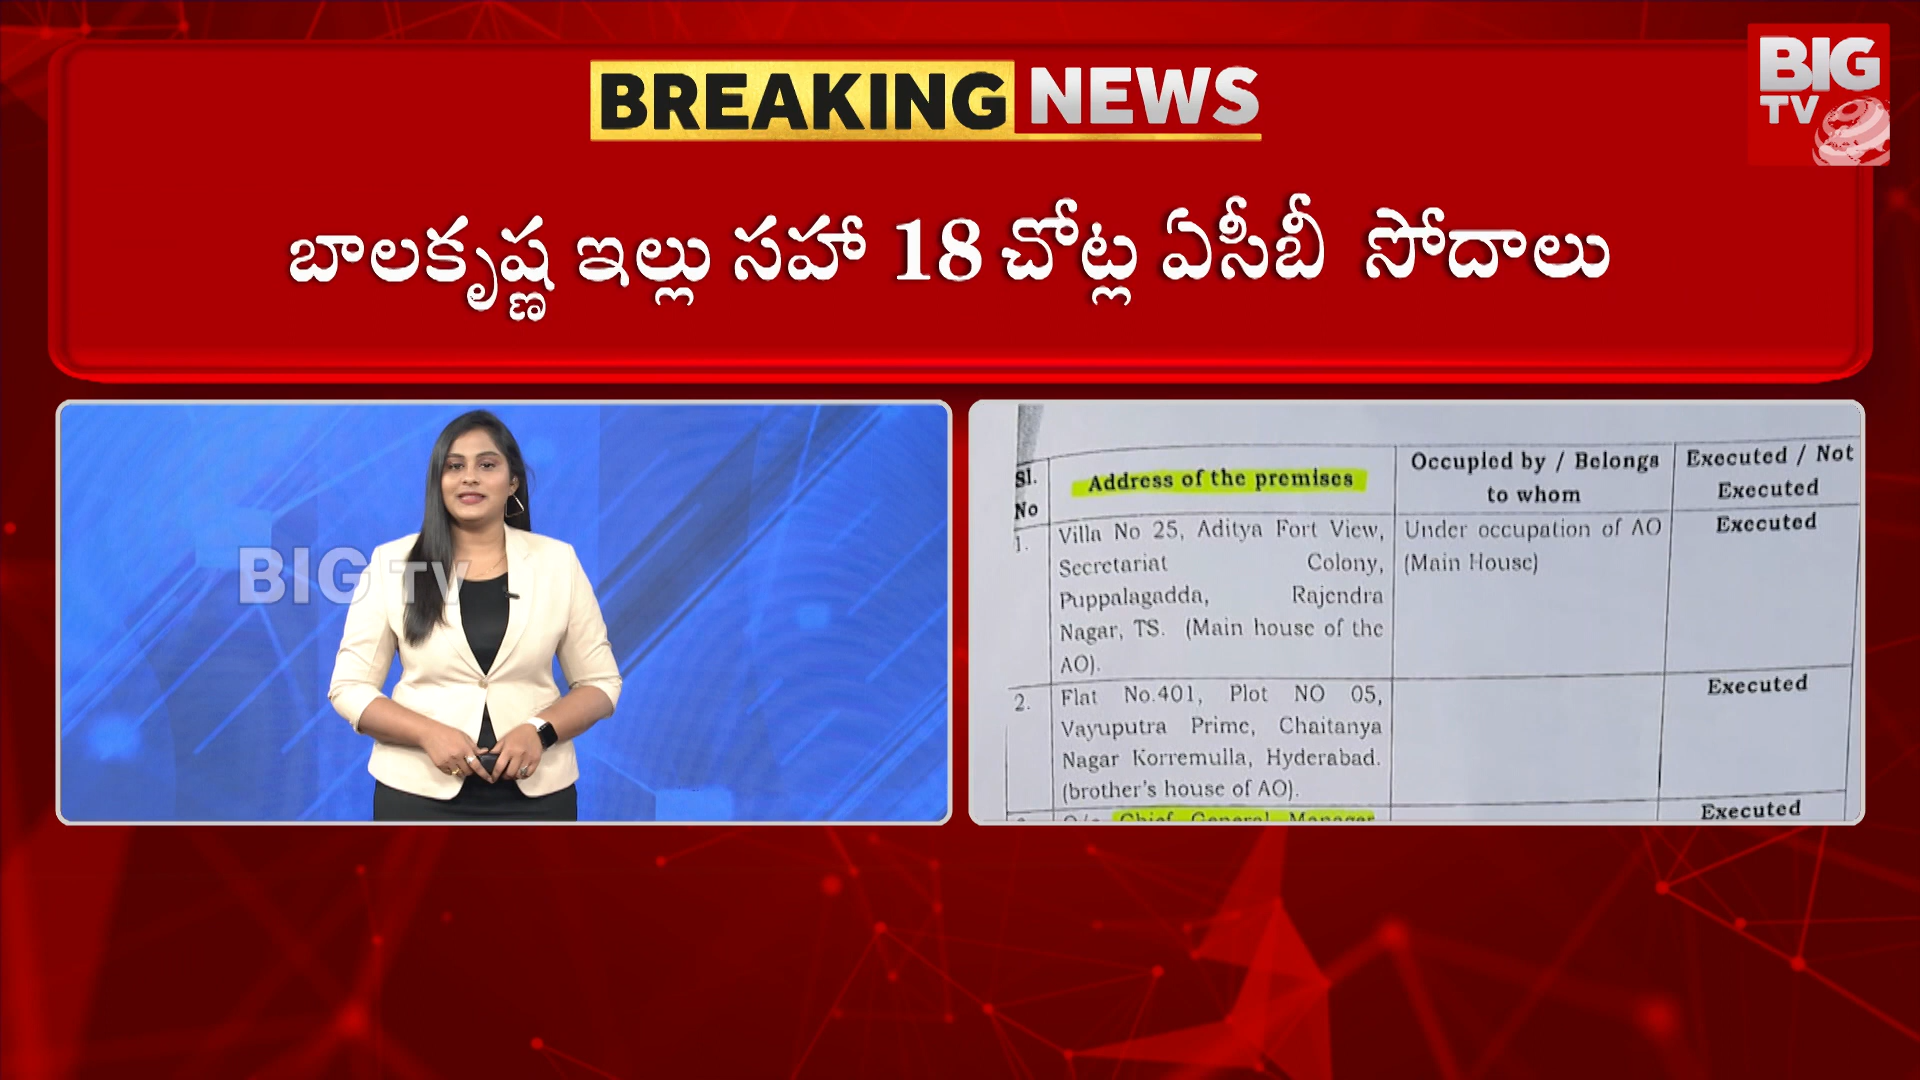 BREAKING NEWS
BIG
TV
బాలకృష్ణ ఇల్లు సహా 18 చోట్ల ఏసీబీ సోదాలు
BIG TV
Sl.
No
Address of the premises
Occupied by / Belongs
to whom
Executed / Not
Executed
1.
Villa No 25, Aditya Fort View,
Secretariat Colony,
Puppalagadda, Rajendra
Nagar, TS. (Main house of the
AO).
Under occupation of AO
(Main House)
Executed
2.
Flat No.401, Plot NO 05,
Vayuputra Prime, Chaitanya
Nagar Korremulla, Hyderabad.
(brother's house of AO).
Executed
Chief General Manager
Executed